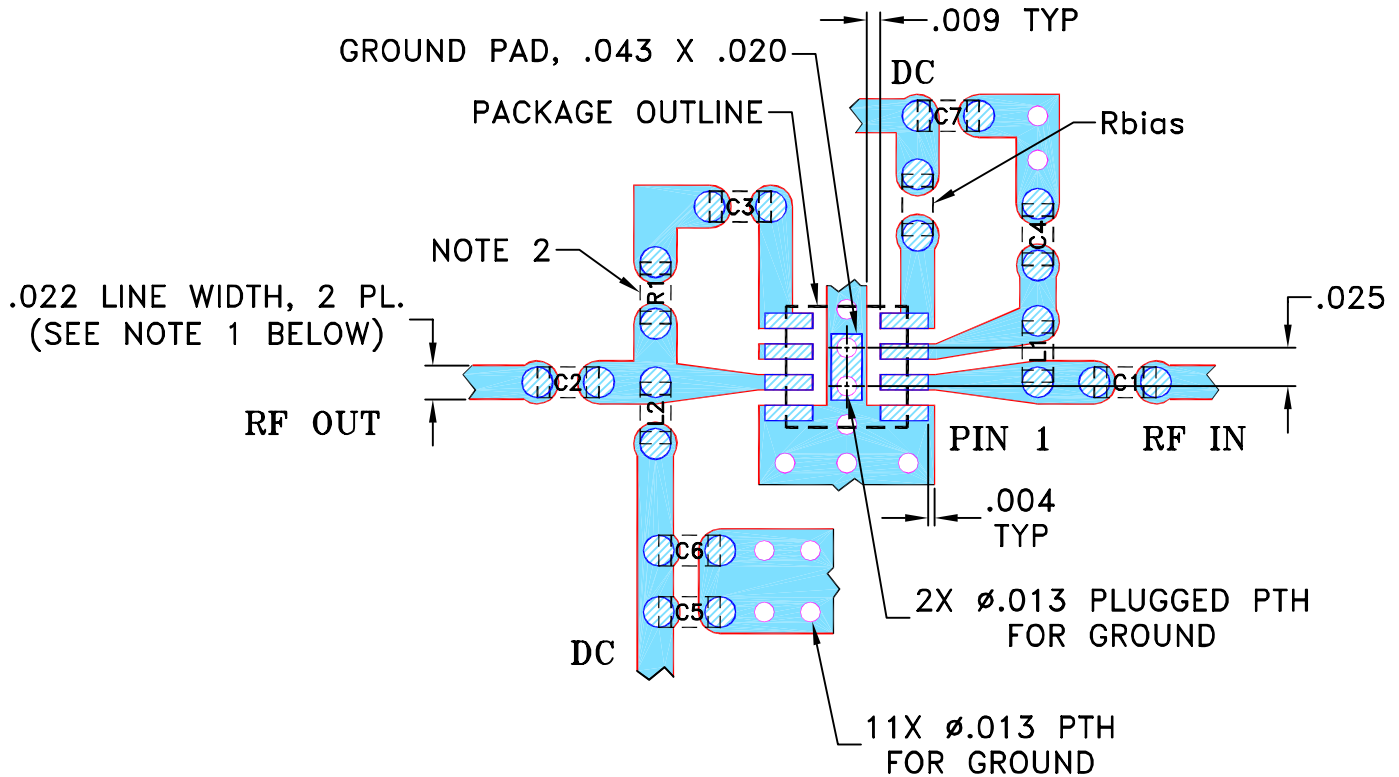 .009 TYP
GROUND PAD, .043 X .020
DC
PACKAGE OUTLINE
C7
Rbias
C3
C4
NOTE 2
R1
.022 LINE WIDTH, 2 PL.
(SEE NOTE 1 BELOW)
.025
L1
C2
C1
L2
RF OUT
PIN 1
RF IN
.004
TYP
C6
C5
2X ø.013 PLUGGED PTH
FOR GROUND
DC
11X ø.013 PTH
FOR GROUND